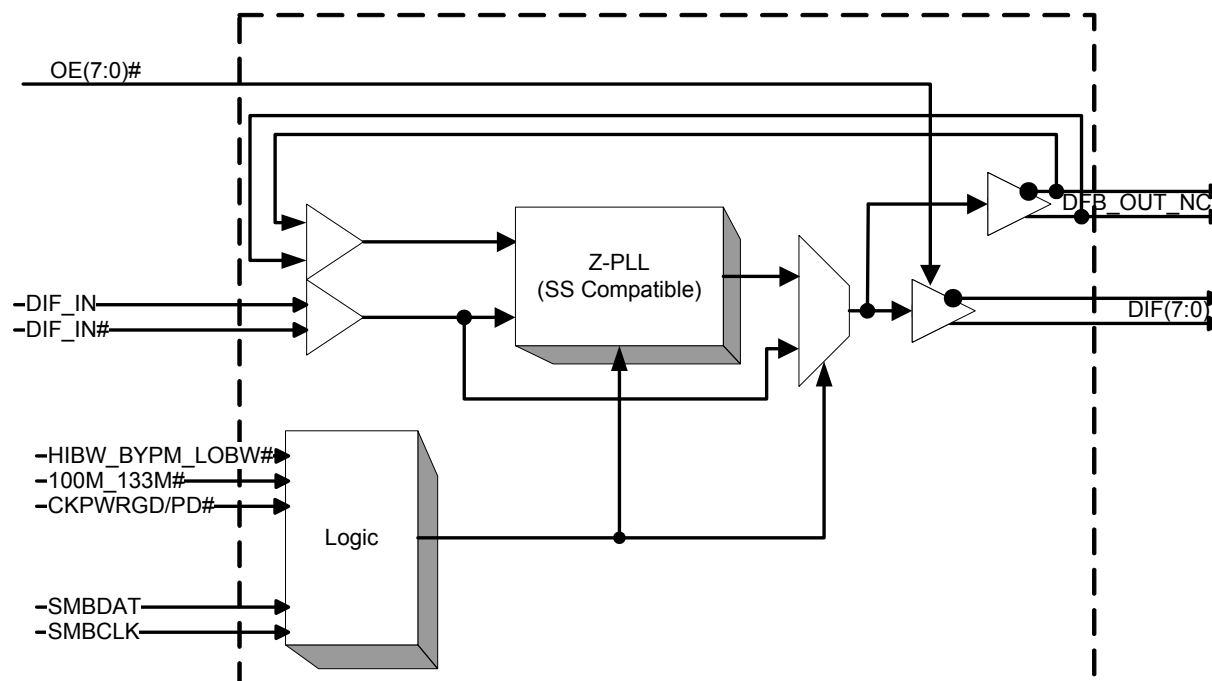 OE(7:0)#
DFB_OUT_NC
Z-PLL
(SS Compatible)
DIF_IN
DIF_IN#
DIF(7:0)
HIBW_BYPM_LOBW#
100M_133M#
CKPWRGD/PD#
Logic
SMBDAT
SMBCLK